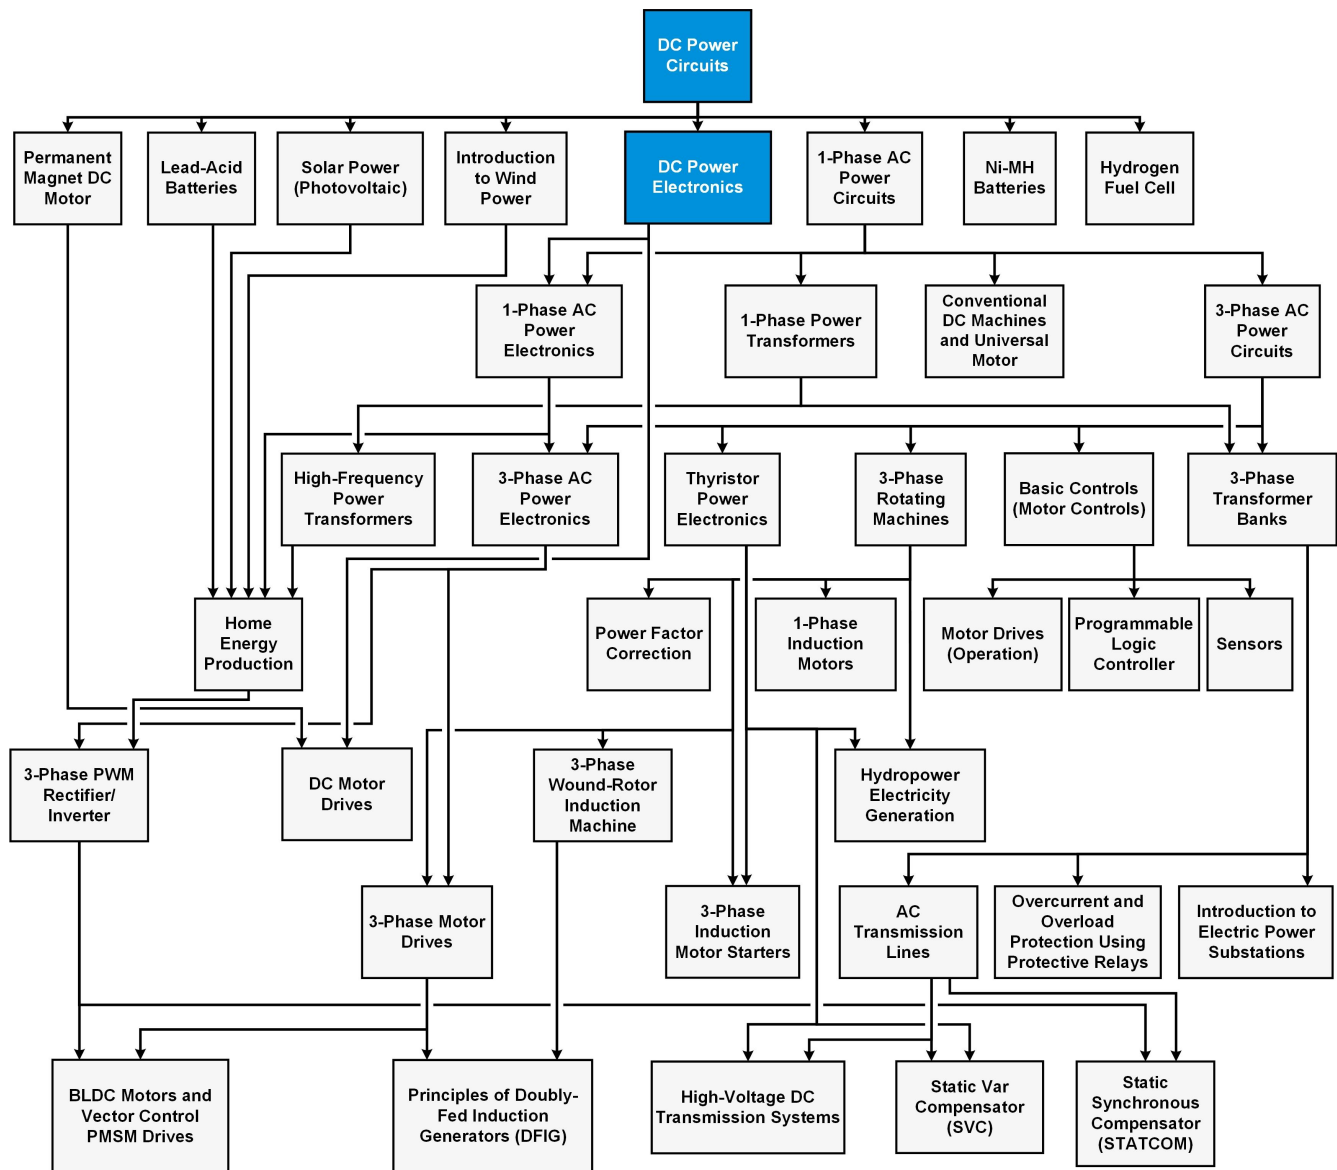 DC Power
Circuits
Permanent
Magnet DC
Motor
Lead-Acid
Batteries
Solar Power
(Photovoltaic)
Introduction
to Wind
Power
DC Power
Electronics
1-Phase AC
Power
Circuits
Ni-MH
Batteries
Hydrogen
Fuel Cell
1-Phase AC
Power
Electronics
1-Phase Power
Transformers
Conventional
DC Machines
and Universal
Motor
3-Phase AC
Power
Circuits
High-Frequency
Power
Transformers
3-Phase AC
Power
Electronics
Thyristor
Power
Electronics
3-Phase
Rotating
Machines
Basic Controls
(Motor Controls)
3-Phase
Transformer
Banks
Home
Energy
Production
Power Factor
Correction
1-Phase
Induction
Motors
Motor Drives
(Operation)
Programmable
Logic
Controller
Sensors
3-Phase PWM
Rectifier/
Inverter
DC Motor
Drives
3-Phase
Wound-Rotor
Induction
Machine
Hydropower
Electricity
Generation
3-Phase Motor
Drives
3-Phase
Induction
Motor Starters
AC
Transmission
Lines
Overcurrent and
Overload
Protection Using
Protective Relays
Introduction to
Electric Power
Substations
BLDC Motors and
Vector Control
PMSM Drives
Principles of Doubly-
Fed Induction
Generators (DFIG)
High-Voltage DC
Transmission Systems
Static Var
Compensator
(SVC)
Static
Synchronous
Compensator
(STATCOM)